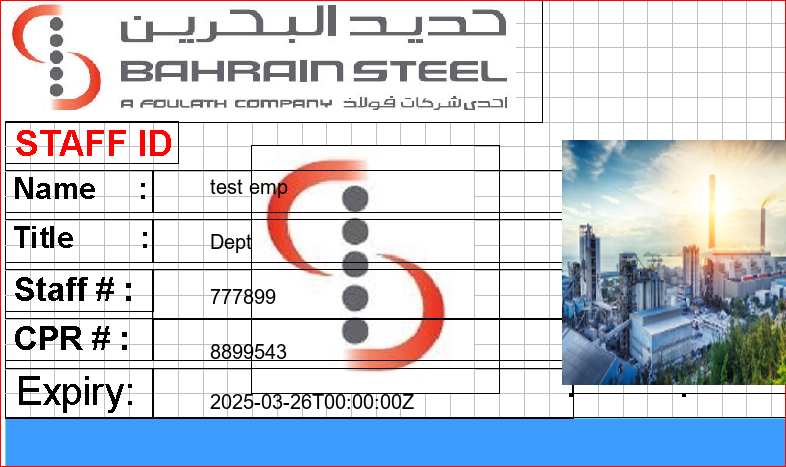 حديد البحرين
BAHRAIN STEEL
A FOULATH COMPANY احدى شركات فولاذ
STAFF ID
Name : test emp
Title : Dept
Staff # : 777899
CPR # : 8899543
Expiry: 2025-03-26T00:00:00Z